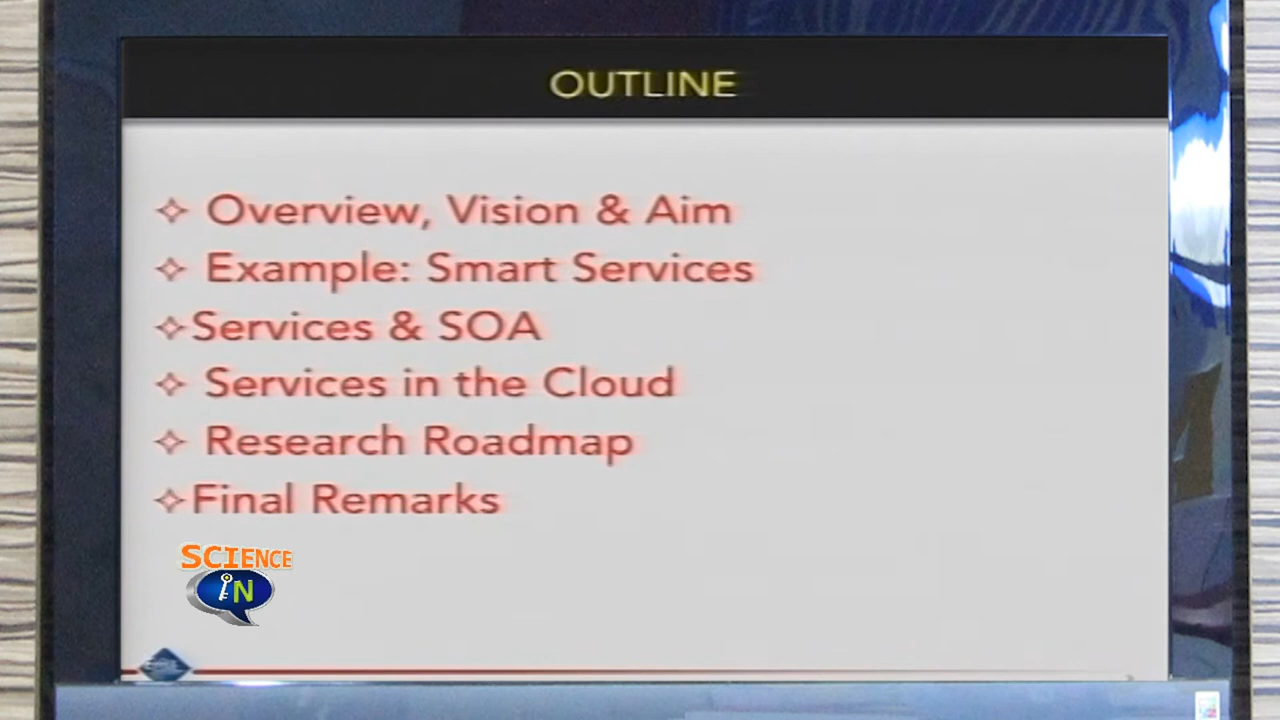 OUTLINE
Overview, Vision & Aim
Example: Smart Services
Services & SOA
Services in the Cloud
Research Roadmap
Final Remarks
SCIENCE
iN